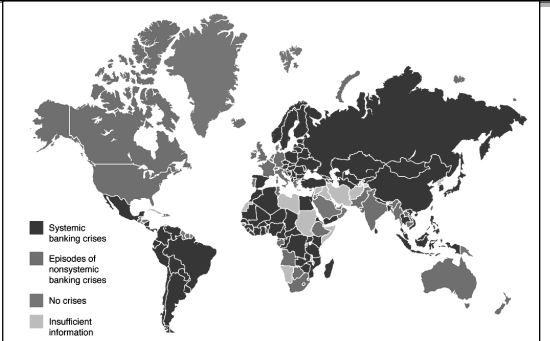 Systemic
banking crises
Episodes of
nonsystemic
banking crises
No crises
Insufficient
information